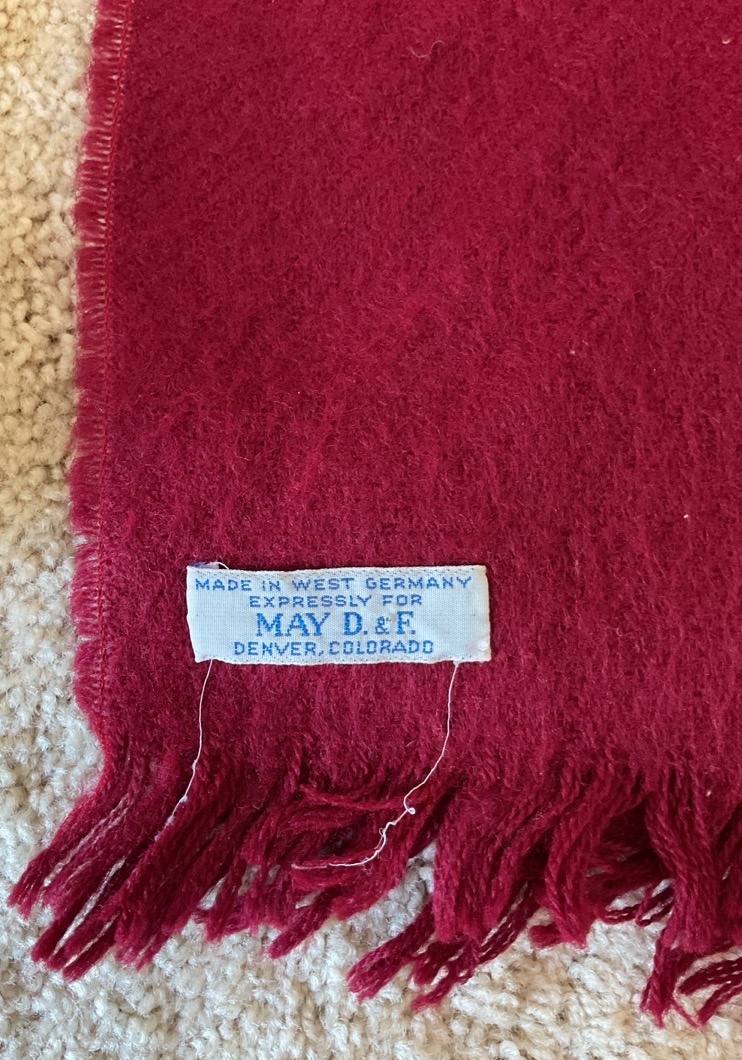 MADE IN WEST GERMANY
EXPRESSLY FOR
MAY D. & F.
DENVER, COLORADO